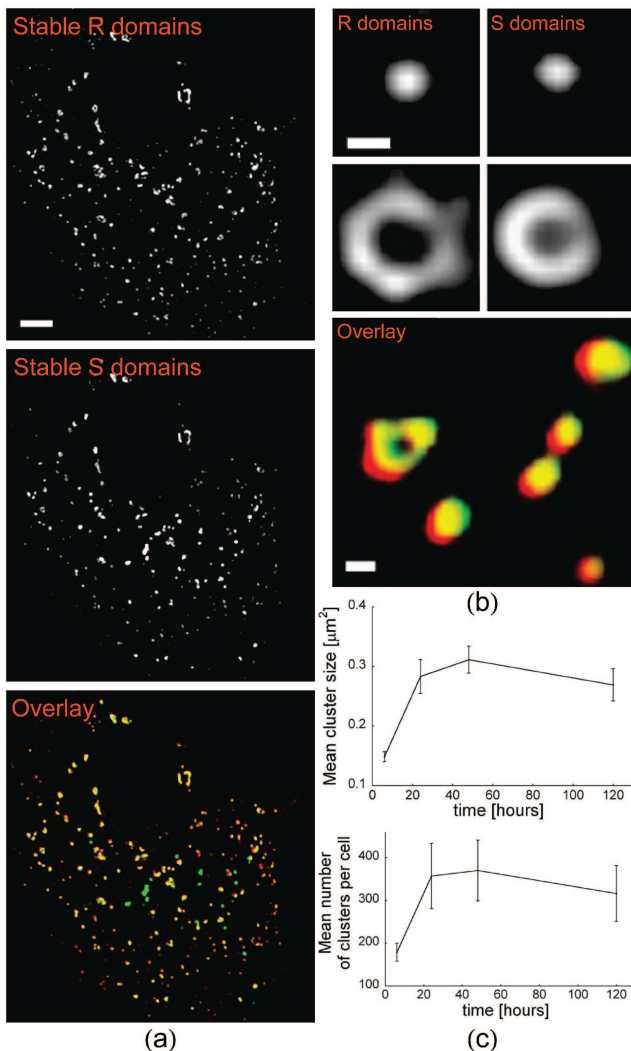 Stable R domains
Stable S domains
Overlay
(a)
R domains
S domains
Overlay
(b)
Mean cluster size [μm²]
0.4
0.3
0.2
0.1
0 20 40 60 80 100 120
time [hours]
Mean number
of clusters per cell
400
300
200
100
0 20 40 60 80 100 120
time [hours]
(c)